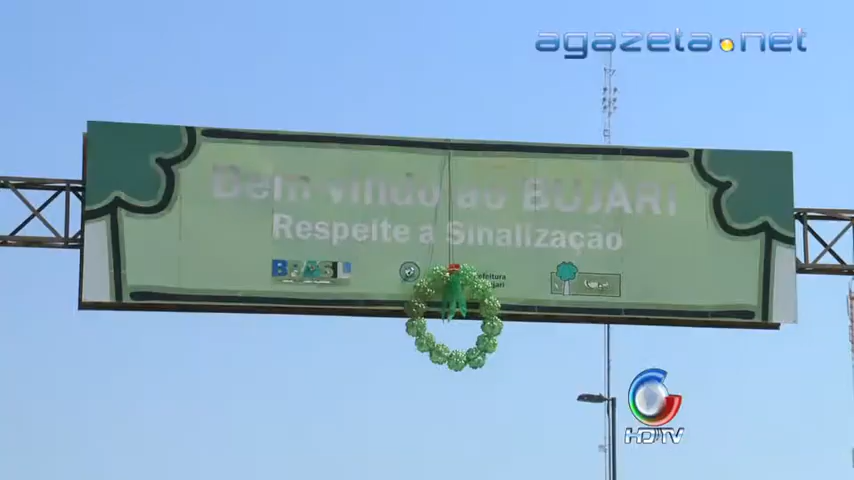 agazeta.net
Bem vindo ao BUJARI
Respeite a Sinalização
BRASIL
HDTV